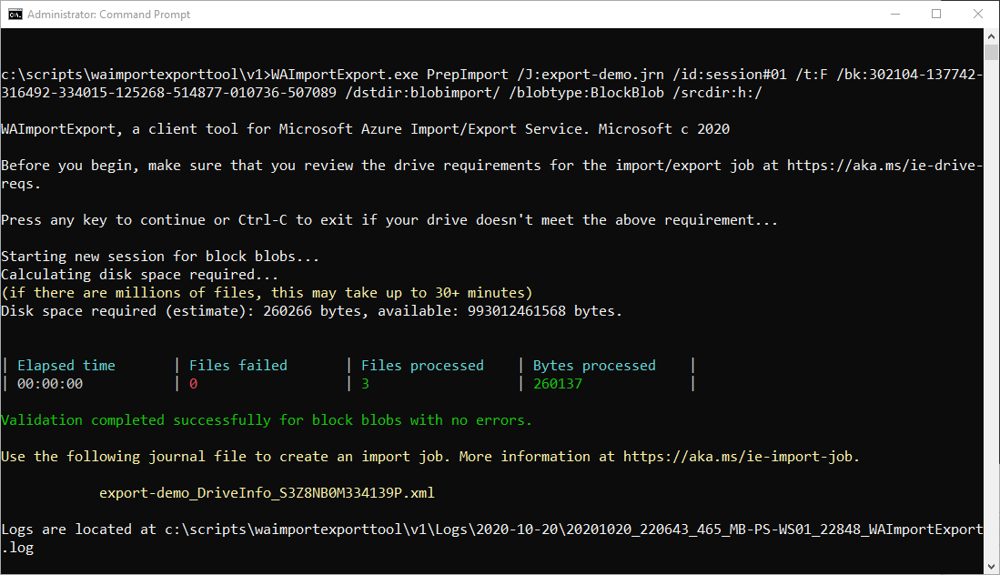 Administrator: Command Prompt
c:\scripts\waimportexporttool\v1>WAImportExport.exe PrepImport /J:export-demo.jrn /id:session#01 /t:F /bk:302104-137742-
316492-334015-125268-514877-010736-507089 /dstdir:blobimport/ /blobtype:BlockBlob /srcdir:h:/
WAImportExport, a client tool for Microsoft Azure Import/Export Service. Microsoft c 2020
Before you begin, make sure that you review the drive requirements for the import/export job at https://aka.ms/ie-drive-
reqs.
Press any key to continue or Ctrl-C to exit if your drive doesn't meet the above requirement...
Starting new session for block blobs...
Calculating disk space required...
(if there are millions of files, this may take up to 30+ minutes)
Disk space required (estimate): 260266 bytes, available: 993012461568 bytes.
| Elapsed time | Files failed | Files processed | Bytes processed |
| 00:00:00 | 0 | 3 | 260137 |
Validation completed successfully for block blobs with no errors.
Use the following journal file to create an import job. More information at https://aka.ms/ie-import-job.
export-demo_DriveInfo_S3Z8NB0M334139P.xml
Logs are located at c:\scripts\waimportexporttool\v1\Logs\2020-10-20\20201020_220643_465_MB-PS-WS01_22848_WAImportExport
.log